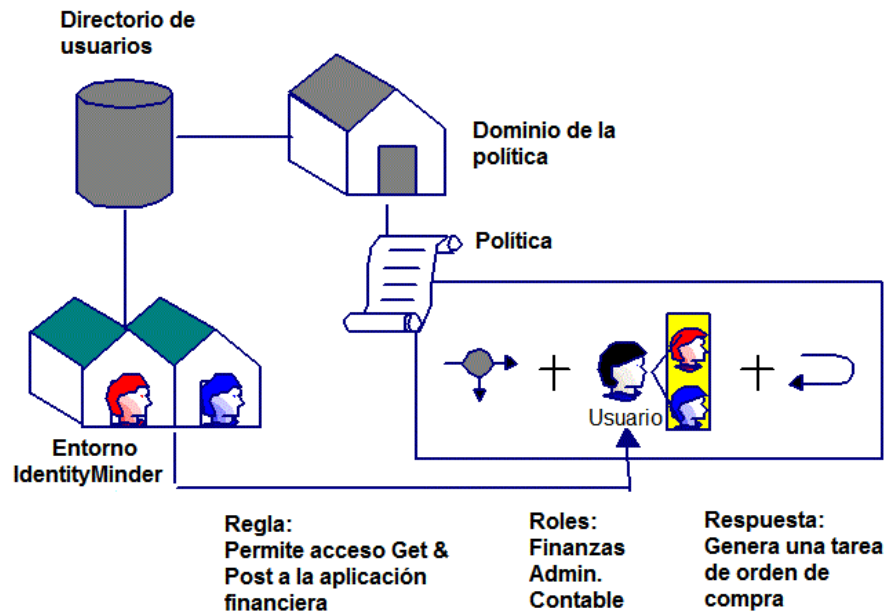 Directorio de
usuarios
Dominio de la
política
Política
Usuario
Entorno
IdentityMinder
Regla:
Permite acceso Get &
Post a la aplicación
financiera
Roles:
Finanzas
Admin.
Contable
Respuesta:
Genera una tarea
de orden de
compra